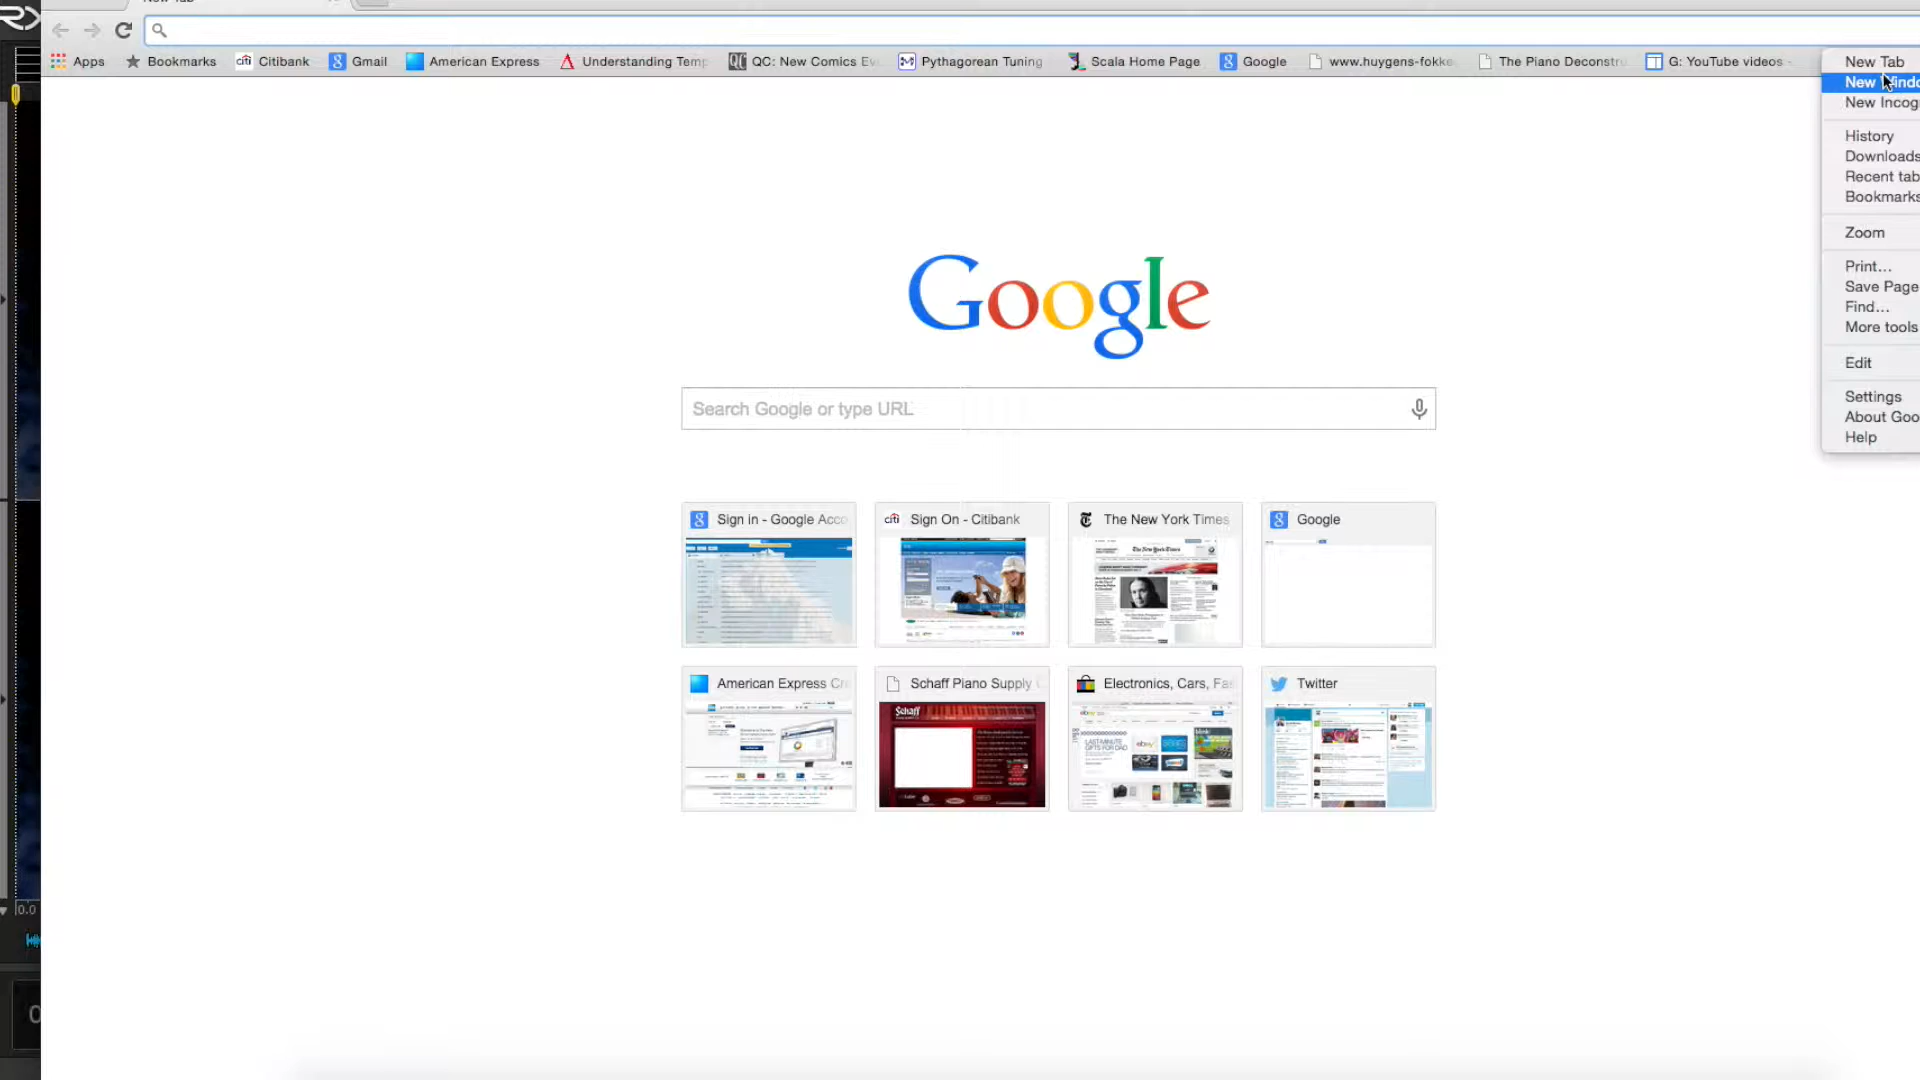 Apps Bookmarks Citibank Gmail American Express Understanding Temp QC: New Comics Ev Pythagorean Tuning Scala Home Page Google www.huygens-fokke The Piano Deconstru G: YouTube videos -
New Tab
New Windo
New Incog
History
Downloads
Recent tab
Bookmarks
Zoom
Print...
Save Page
Find...
More tools
Edit
Settings
About Goo
Help
Google
Search Google or type URL
Sign in - Google Acco Sign On - Citibank The New York Times Google
American Express Cr Schaff Piano Supply Electronics, Cars, Fas Twitter
Schaff
0.0